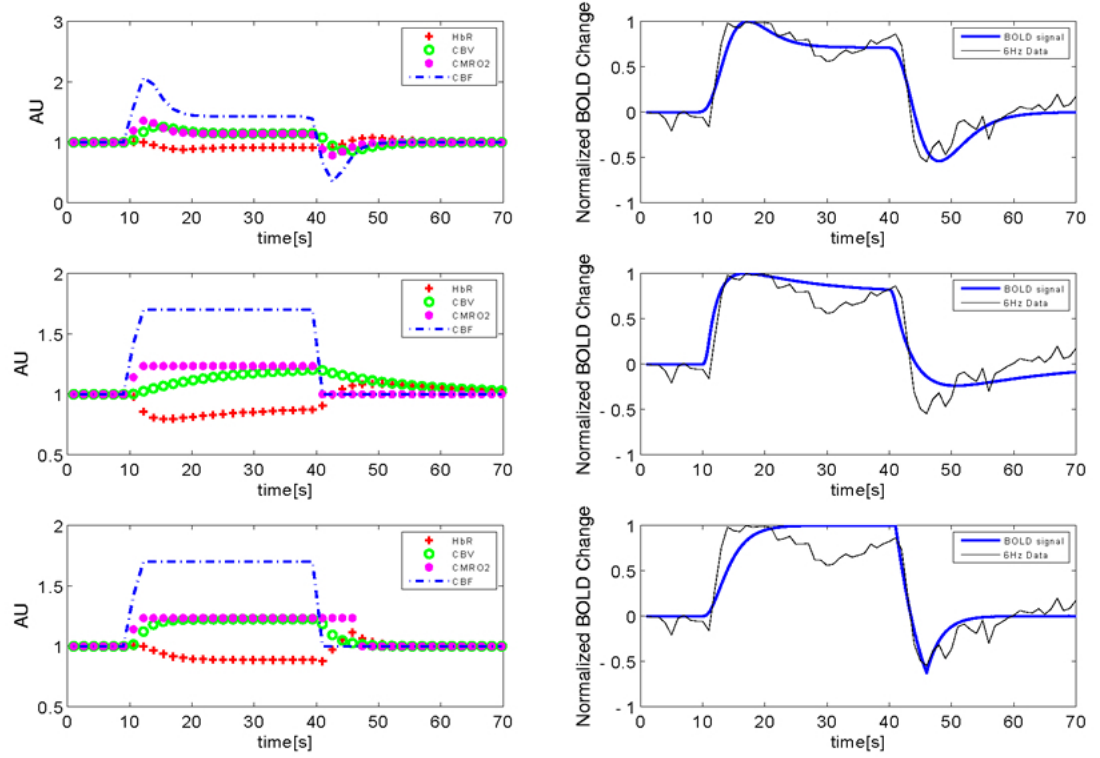 3
2
1
0
AU
HbR
CBV
CMRO2
CBF
0 10 20 30 40 50 60 70
time[s]
1
0.5
0
- 0.5
- 1
Normalized BOLD Change
BOLD signal
6Hz Data
0 10 20 30 40 50 60 70
time[s]
2
1.5
1
0.5
AU
HbR
CBV
CMRO2
CBF
0 10 20 30 40 50 60 70
time[s]
1
0.5
0
- 0.5
- 1
Normalized BOLD Change
BOLD signal
6Hz Data
0 10 20 30 40 50 60 70
time[s]
2
1.5
1
0.5
AU
HbR
CBV
CMRO2
CBF
0 10 20 30 40 50 60 70
time[s]
1
0.5
0
- 0.5
- 1
Normalized BOLD Change
BOLD signal
6Hz Data
0 10 20 30 40 50 60 70
time[s]